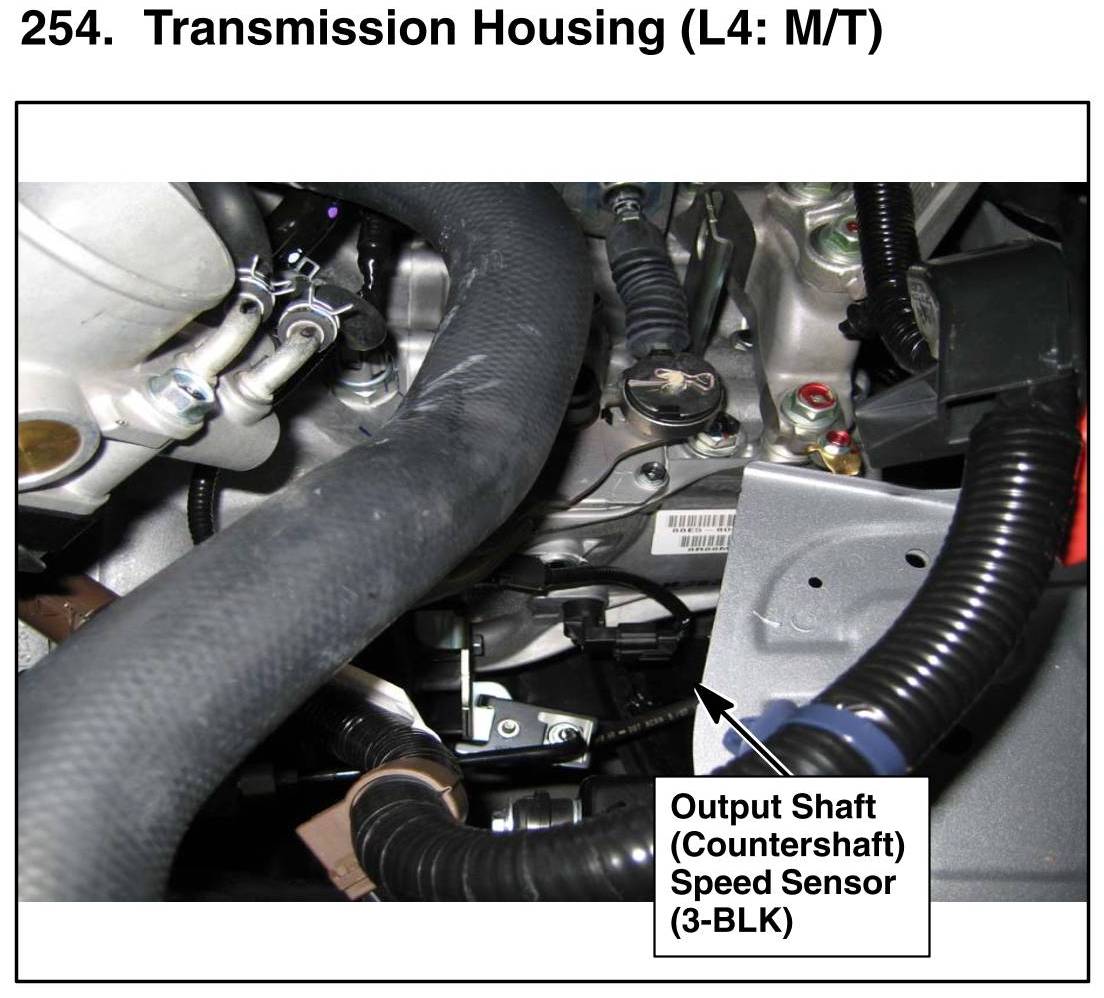 254. Transmission Housing (L4: M/T)
Output Shaft
(Countershaft)
Speed Sensor
(3-BLK)